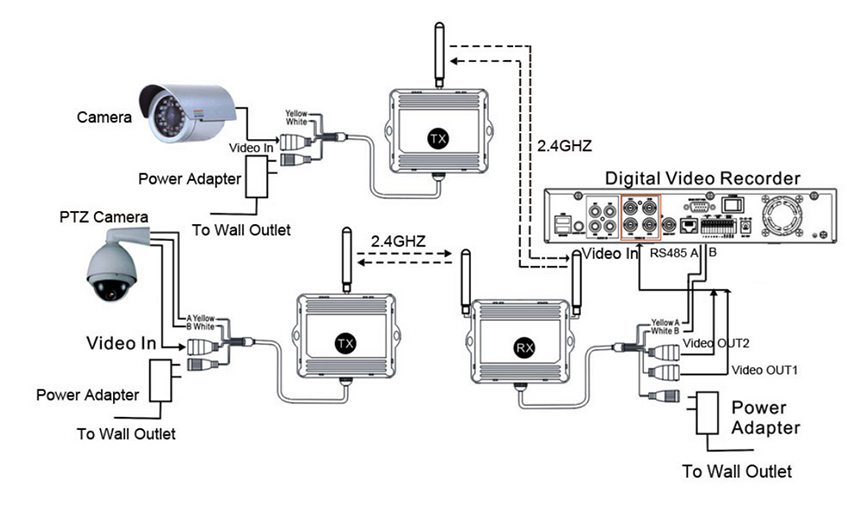 Camera
Yellow
White
Video In
TX
Power Adapter
To Wall Outlet
2.4GHZ
Digital Video Recorder
Video In
RS485 A
B
PTZ Camera
A Yellow
B White
Video In
TX
Power Adapter
To Wall Outlet
2.4GHZ
RX
Yellow A
White B
Video OUT2
Video OUT1
Power
Adapter
To Wall Outlet